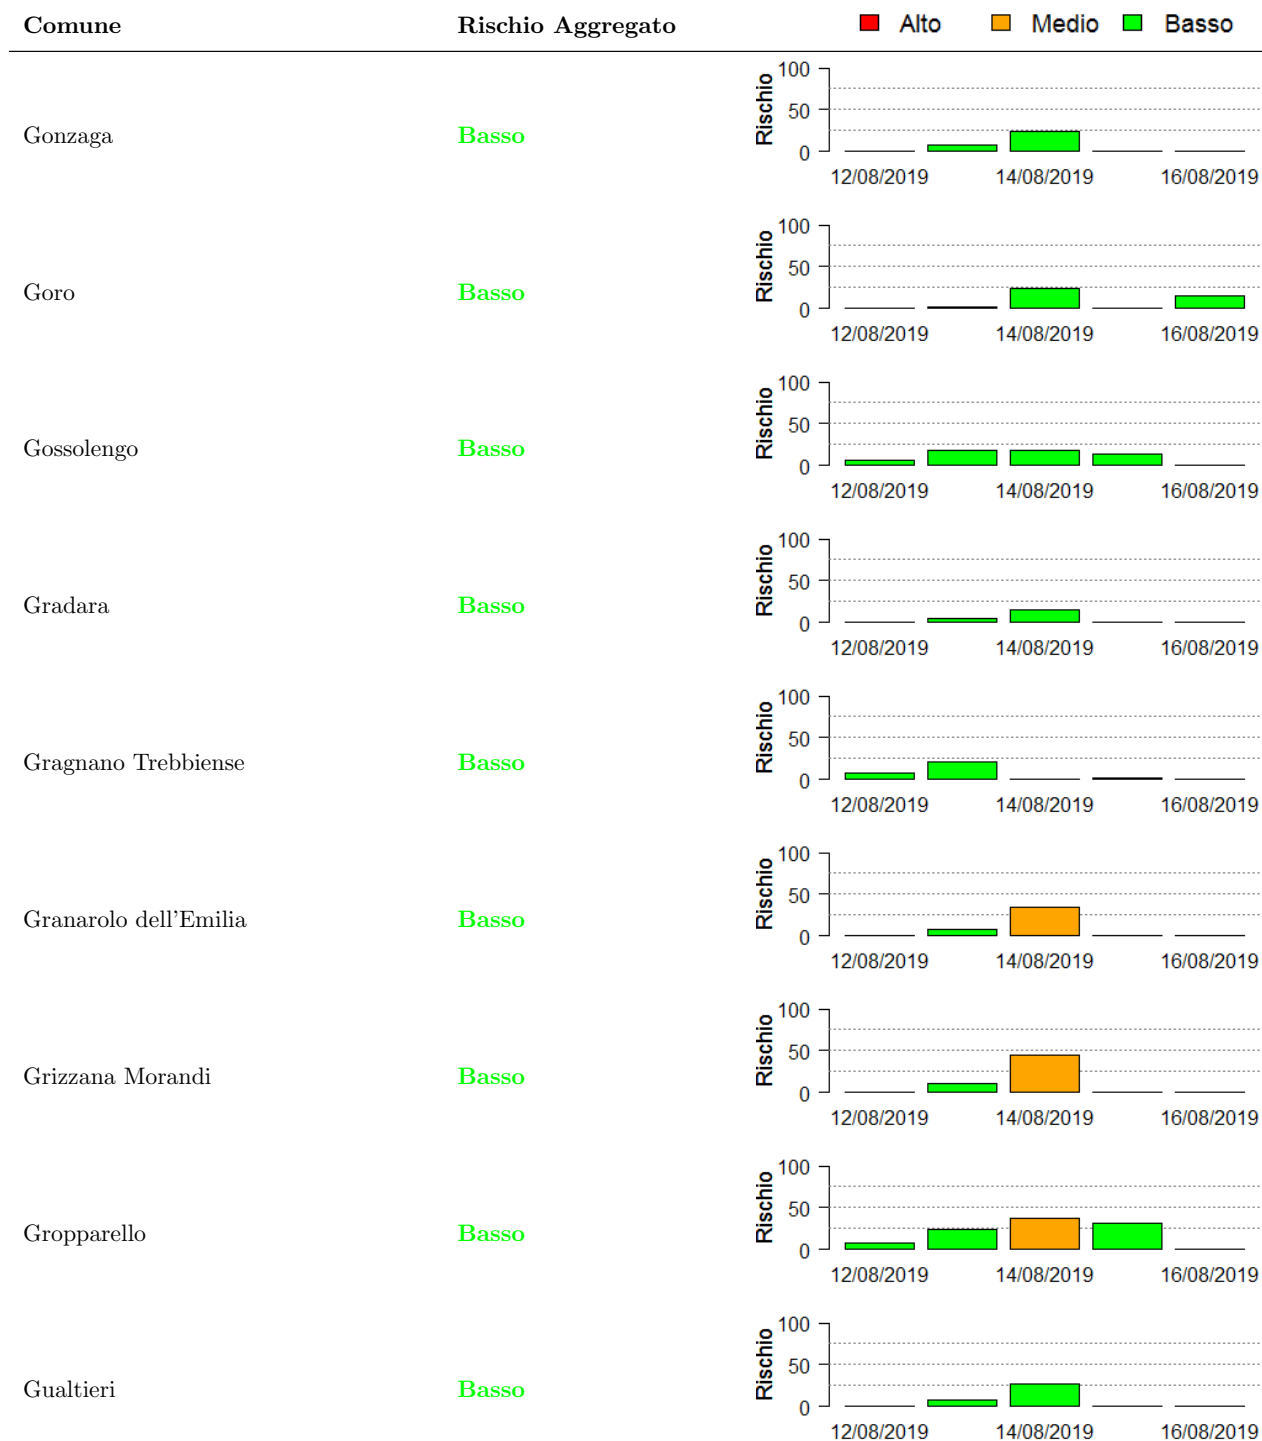 Comune Rischio Aggregato Alto Medio Basso
Gonzaga Basso Rischio 100 50 0
12/08/2019 14/08/2019 16/08/2019
Goro Basso Rischio 100 50 0
12/08/2019 14/08/2019 16/08/2019
Gossolengo Basso Rischio 100 50 0
12/08/2019 14/08/2019 16/08/2019
Gradara Basso Rischio 100 50 0
12/08/2019 14/08/2019 16/08/2019
Gragnano Trebbiense Basso Rischio 100 50 0
12/08/2019 14/08/2019 16/08/2019
Granarolo dell'Emilia Basso Rischio 100 50 0
12/08/2019 14/08/2019 16/08/2019
Grizzana Morandi Basso Rischio 100 50 0
12/08/2019 14/08/2019 16/08/2019
Gropparello Basso Rischio 100 50 0
12/08/2019 14/08/2019 16/08/2019
Gualtieri Basso Rischio 100 50 0
12/08/2019 14/08/2019 16/08/2019